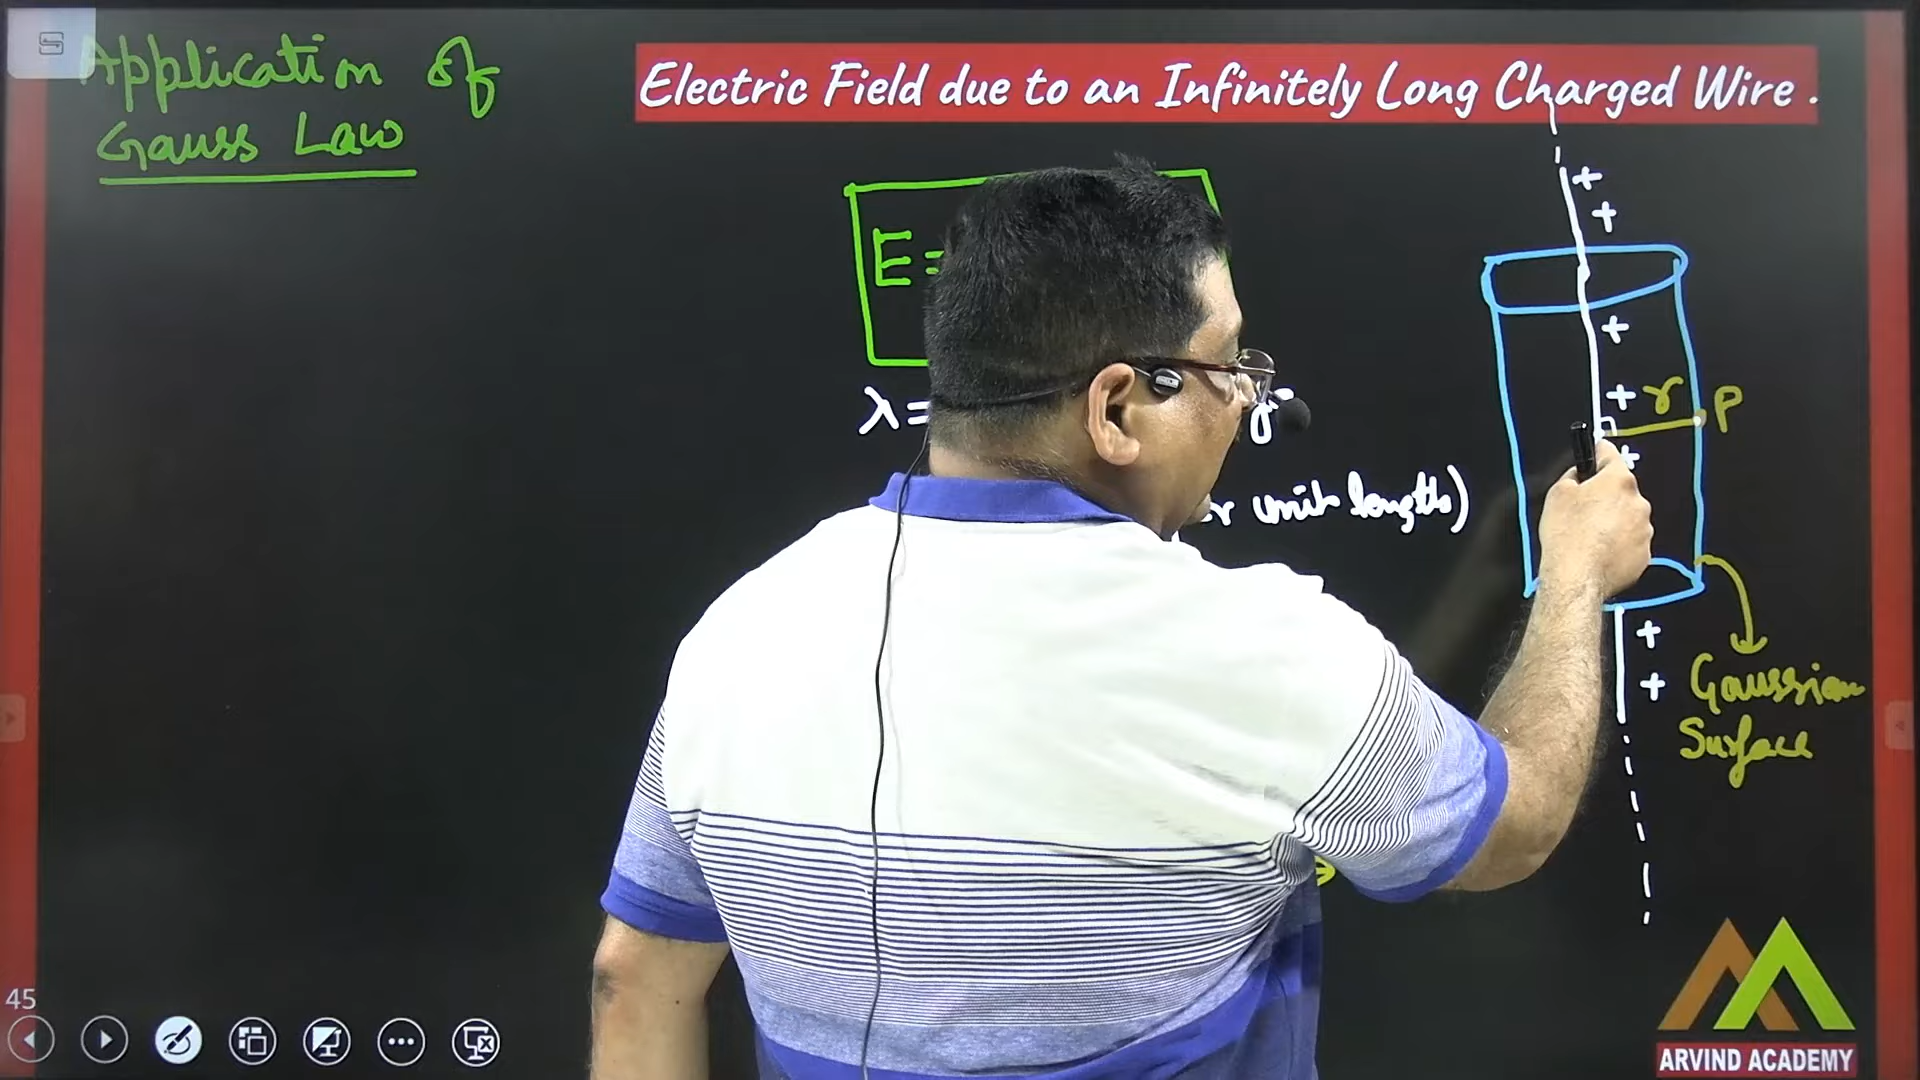 Application of
Gauss Law
Electric Field due to an Infinitely Long Charged Wire .
+
+
E=
+
λ=
+ r P
+
unit length)
+
+ Gaussian
Surface
45
ARVIND ACADEMY